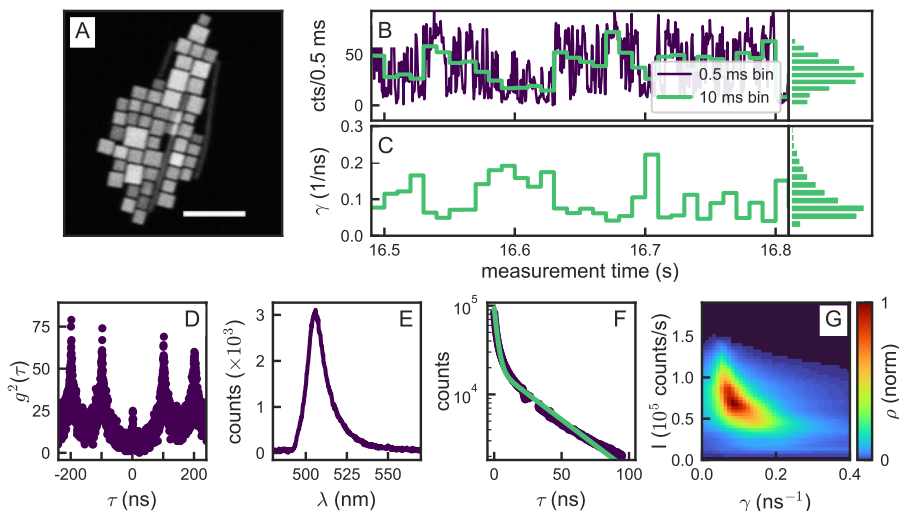 A
B
cts/0.5 ms
50
0
0.5 ms bin
10 ms bin
C
γ (1/ns)
0.3
0.2
0.1
0.0
16.5 16.6 16.7 16.8
measurement time (s)
D
g²(τ)
75
50
25
0
-200 0 200
τ (ns)
E
counts (×10³)
3
2
1
0
500 525 550
λ (nm)
F
counts
10⁵
10⁴
0 50 100
τ (ns)
G
I (10⁵ counts/s)
1.5
1.0
0.5
0.0
0.0 0.2 0.4
γ (ns⁻¹)
1
0
ρ (norm)